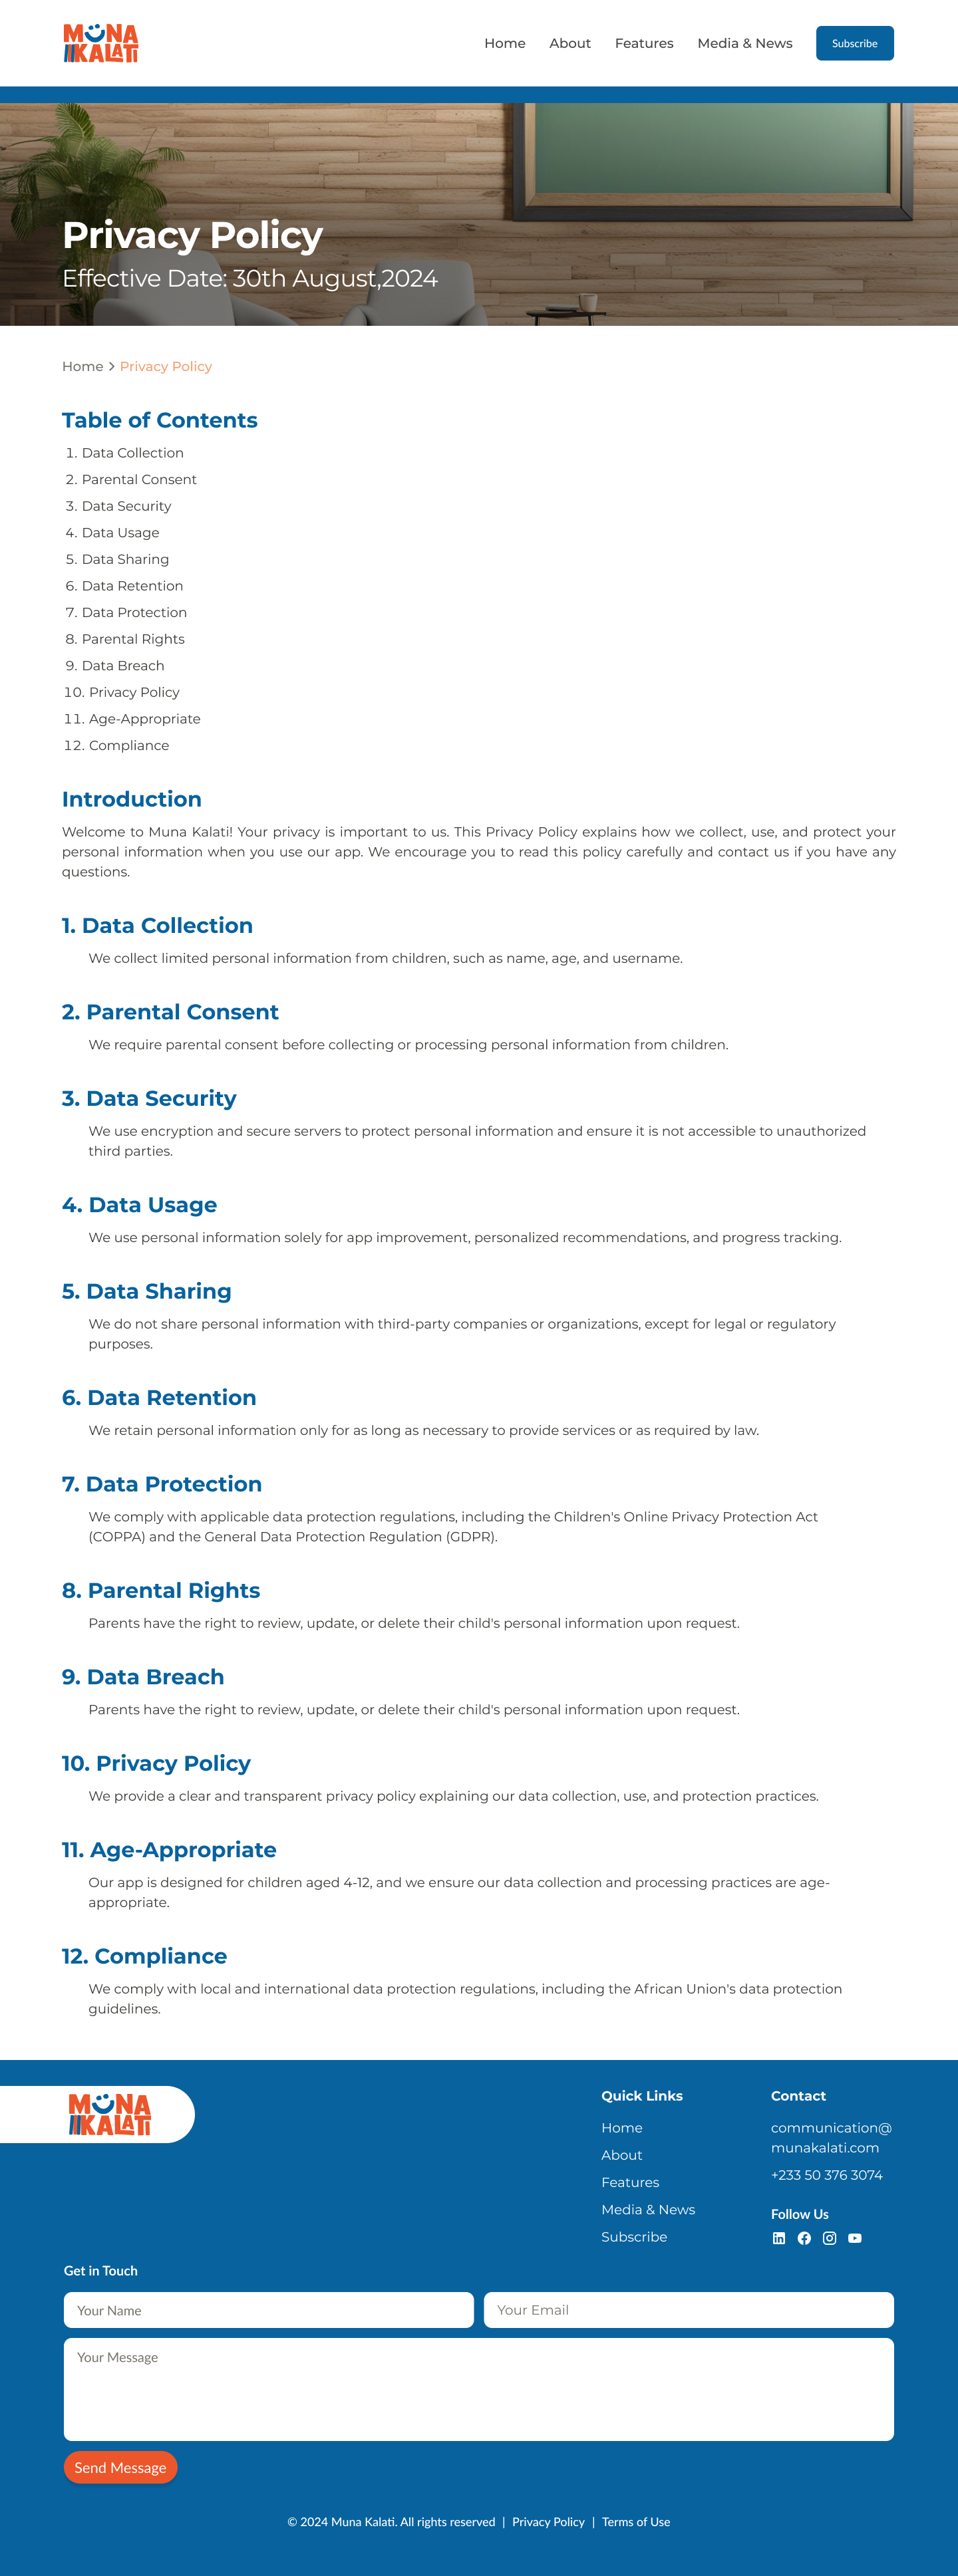 MUNA
KALATI
Home About Features Media & News Subscribe
Privacy Policy
Effective Date: 30th August,2024
Home > Privacy Policy
Table of Contents
1. Data Collection
2. Parental Consent
3. Data Security
4. Data Usage
5. Data Sharing
6. Data Retention
7. Data Protection
8. Parental Rights
9. Data Breach
10. Privacy Policy
11. Age-Appropriate
12. Compliance
Introduction
Welcome to Muna Kalati! Your privacy is important to us. This Privacy Policy explains how we collect, use, and protect your
personal information when you use our app. We encourage you to read this policy carefully and contact us if you have any
questions.
1. Data Collection
We collect limited personal information from children, such as name, age, and username.
2. Parental Consent
We require parental consent before collecting or processing personal information from children.
3. Data Security
We use encryption and secure servers to protect personal information and ensure it is not accessible to unauthorized
third parties.
4. Data Usage
We use personal information solely for app improvement, personalized recommendations, and progress tracking.
5. Data Sharing
We do not share personal information with third-party companies or organizations, except for legal or regulatory
purposes.
6. Data Retention
We retain personal information only for as long as necessary to provide services or as required by law.
7. Data Protection
We comply with applicable data protection regulations, including the Children's Online Privacy Protection Act
(COPPA) and the General Data Protection Regulation (GDPR).
8. Parental Rights
Parents have the right to review, update, or delete their child's personal information upon request.
9. Data Breach
Parents have the right to review, update, or delete their child's personal information upon request.
10. Privacy Policy
We provide a clear and transparent privacy policy explaining our data collection, use, and protection practices.
11. Age-Appropriate
Our app is designed for children aged 4-12, and we ensure our data collection and processing practices are age-
appropriate.
12. Compliance
We comply with local and international data protection regulations, including the African Union's data protection
guidelines.
MUNA
KALATI
Quick Links
Home
About
Features
Media & News
Subscribe
Contact
communication@
munakalati.com
+233 50 376 3074
Follow Us
Get in Touch
Your Name
Your Email
Your Message
Send Message
© 2024 Muna Kalati. All rights reserved | Privacy Policy | Terms of Use